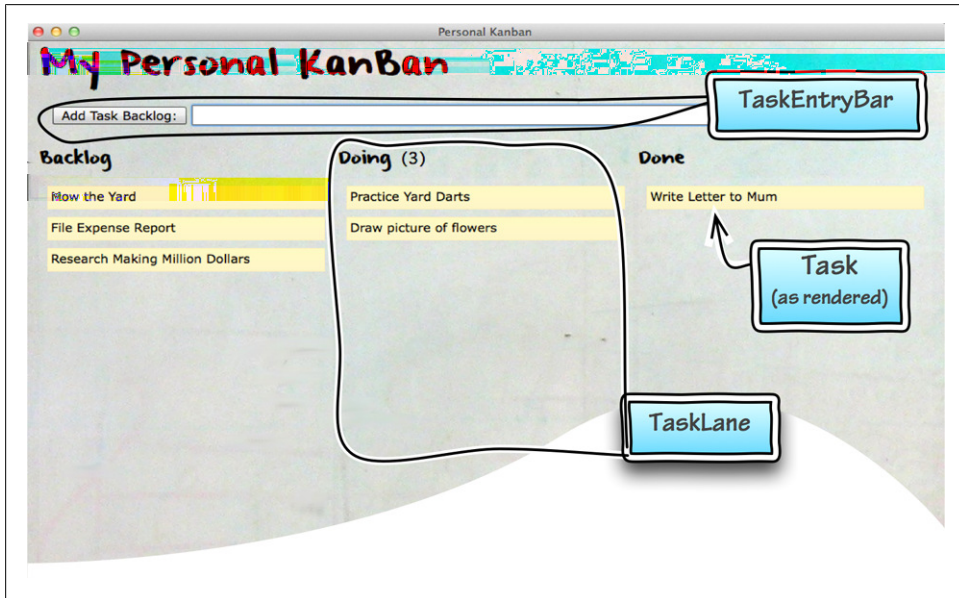 Personal Kanban
My Personal KanBan
TaskEntryBar
Add Task Backlog:
Backlog
Doing (3)
Done
Mow the Yard
Practice Yard Darts
Write Letter to Mum
File Expense Report
Draw picture of flowers
Research Making Million Dollars
Task
(as rendered)
TaskLane